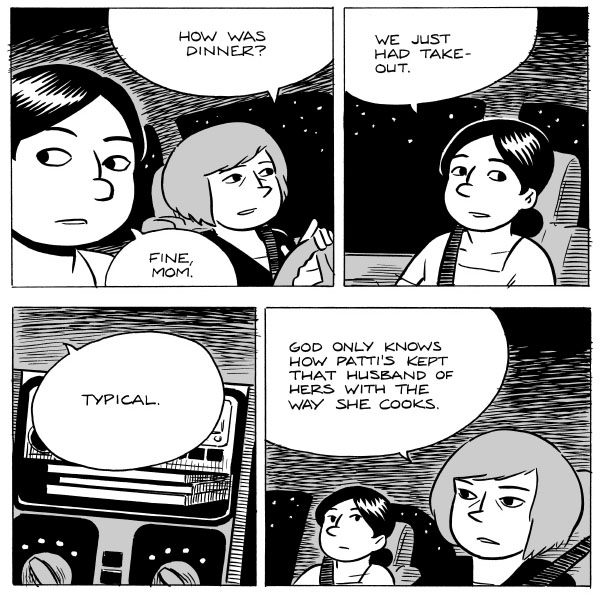 HOW WAS
DINNER?
FINE,
MOM.
WE JUST
HAD TAKE-
OUT.
TYPICAL.
GOD ONLY KNOWS
HOW PATTI'S KEPT
THAT HUSBAND OF
HERS WITH THE
WAY SHE COOKS.